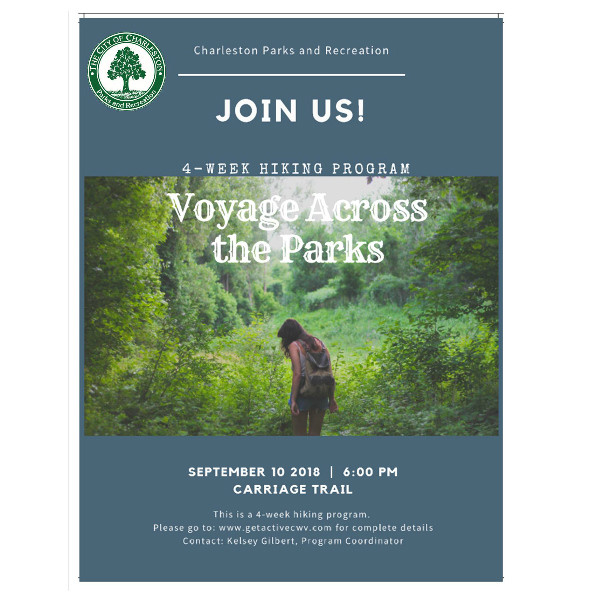 THE CITY OF CHARLESTON
Parks and Recreation
Charleston Parks and Recreation
JOIN US!
4-WEEK HIKING PROGRAM
Voyage Across
the Parks
SEPTEMBER 10 2018 | 6:00 PM
CARRIAGE TRAIL
This is a 4-week hiking program.
Please go to: www.getactivecwv.com for complete details
Contact: Kelsey Gilbert, Program Coordinator